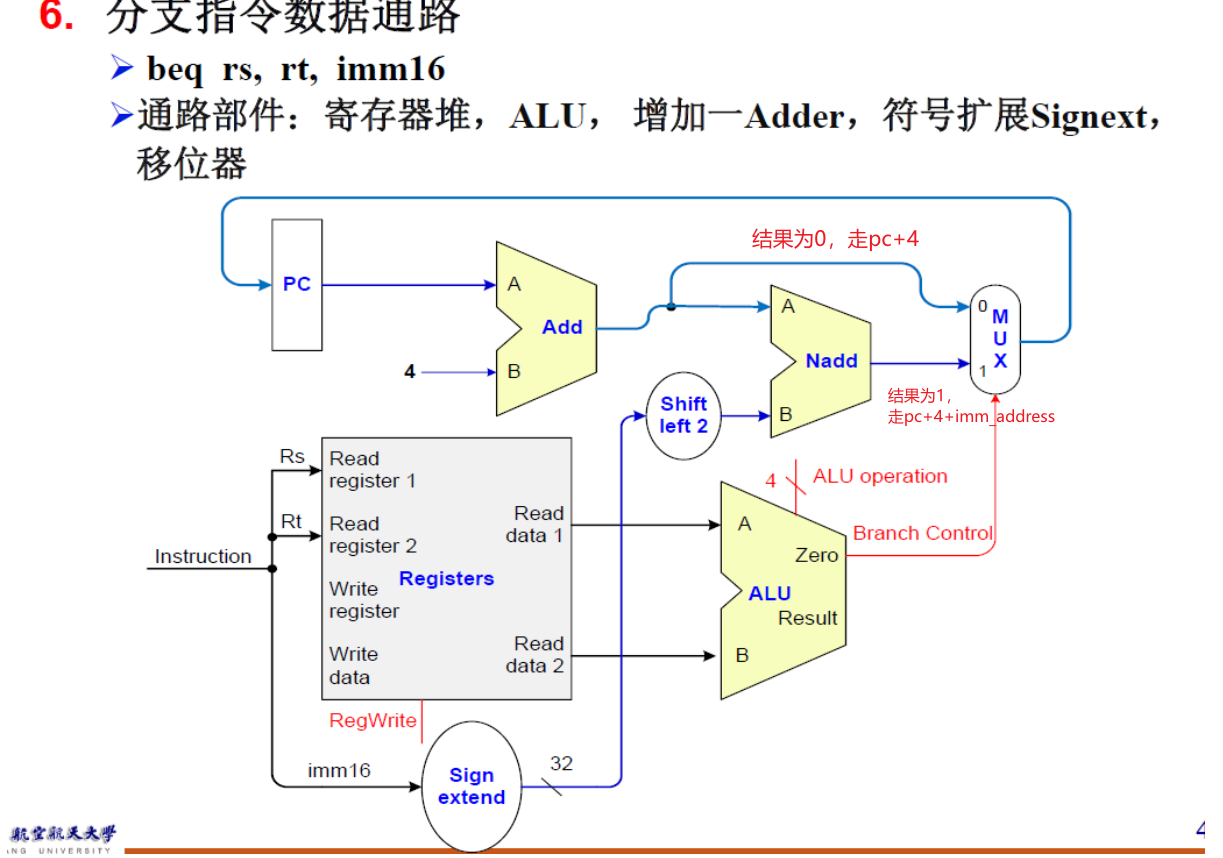 6. 分支指令数据通路
➢ beq rs, rt, imm16
➢通路部件：寄存器堆，ALU， 增加一Adder，符号扩展Signext，
移位器
结果为0，走pc+4
PC
A
Add
4
B
A
Nadd
B
0
M
U
X
1
Shift
left 2
结果为1，
走pc+4+imm_address
Rs
Read
register 1
4
ALU operation
Rt
Read
register 2
Read
data 1
A
Branch Control
Zero
Instruction
Registers
Write
register
ALU
Result
Write
data
Read
data 2
B
RegWrite
imm16
Sign
extend
32
航空航天大学
ANG UNIVERSITY
4